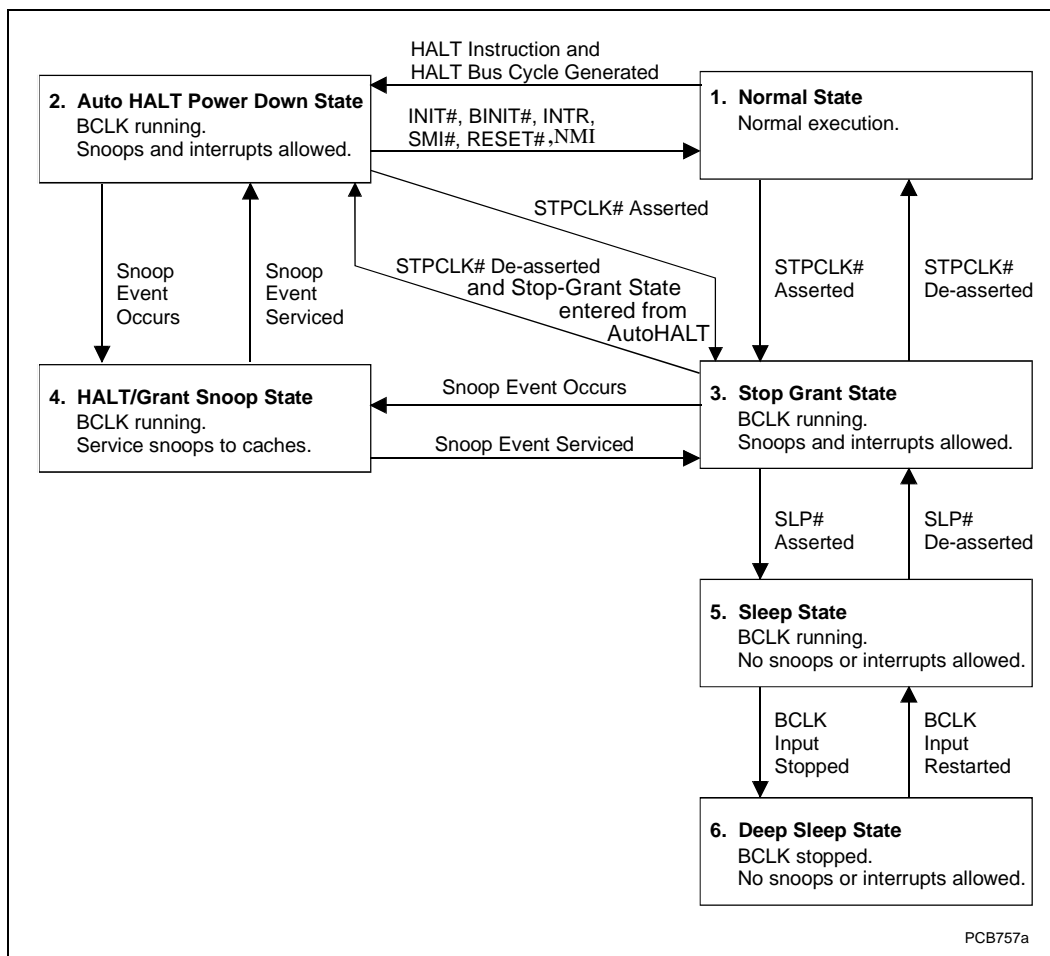 HALT Instruction and
HALT Bus Cycle Generated
2. Auto HALT Power Down State
BCLK running.
Snoops and interrupts allowed.
INIT#, BINIT#, INTR,
SMI#, RESET#,NMI
1. Normal State
Normal execution.
STPCLK# Asserted
STPCLK# De-asserted
and Stop-Grant State
entered from
AutoHALT
Snoop
Event
Occurs
Snoop
Event
Serviced
STPCLK#
Asserted
STPCLK#
De-asserted
4. HALT/Grant Snoop State
BCLK running.
Service snoops to caches.
Snoop Event Occurs
Snoop Event Serviced
3. Stop Grant State
BCLK running.
Snoops and interrupts allowed.
SLP#
Asserted
SLP#
De-asserted
5. Sleep State
BCLK running.
No snoops or interrupts allowed.
BCLK
Input
Stopped
BCLK
Input
Restarted
6. Deep Sleep State
BCLK stopped.
No snoops or interrupts allowed.
PCB757a